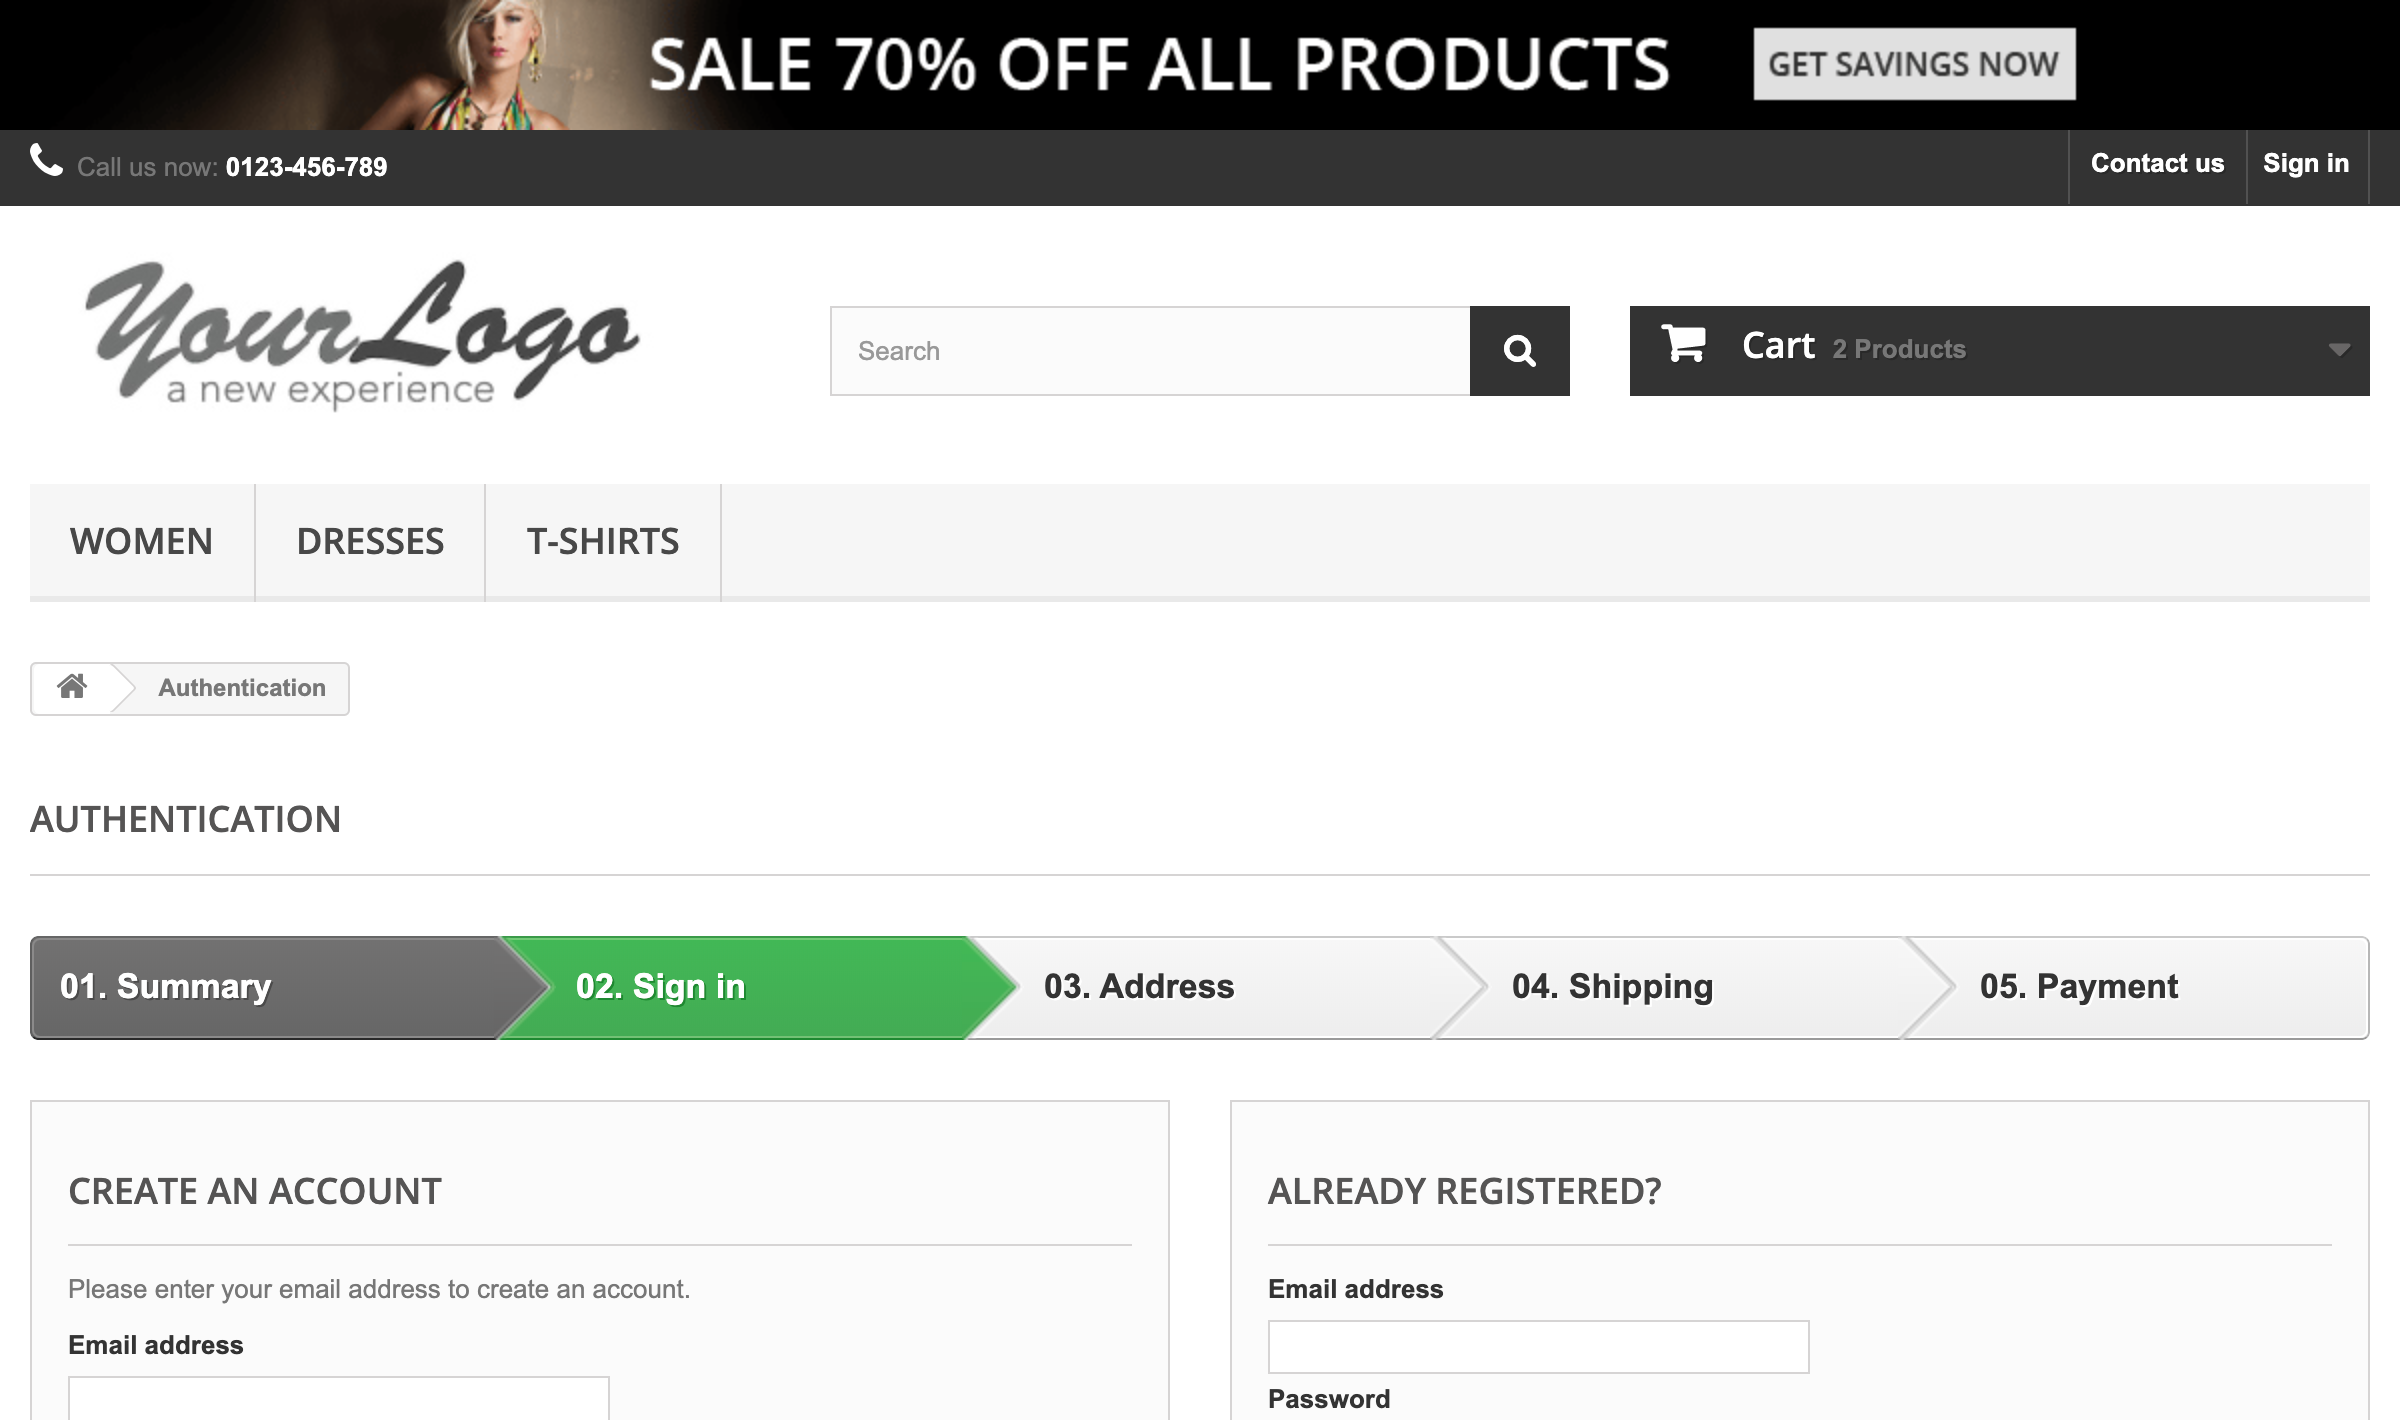 SALE 70% OFF ALL PRODUCTS
GET SAVINGS NOW
Call us now: 0123-456-789
Contact us
Sign in
YourLogo
a new experience
Search
Cart 2 Products
WOMEN
DRESSES
T-SHIRTS
Authentication
AUTHENTICATION
01. Summary
02. Sign in
03. Address
04. Shipping
05. Payment
CREATE AN ACCOUNT
Please enter your email address to create an account.
Email address
ALREADY REGISTERED?
Email address
Password